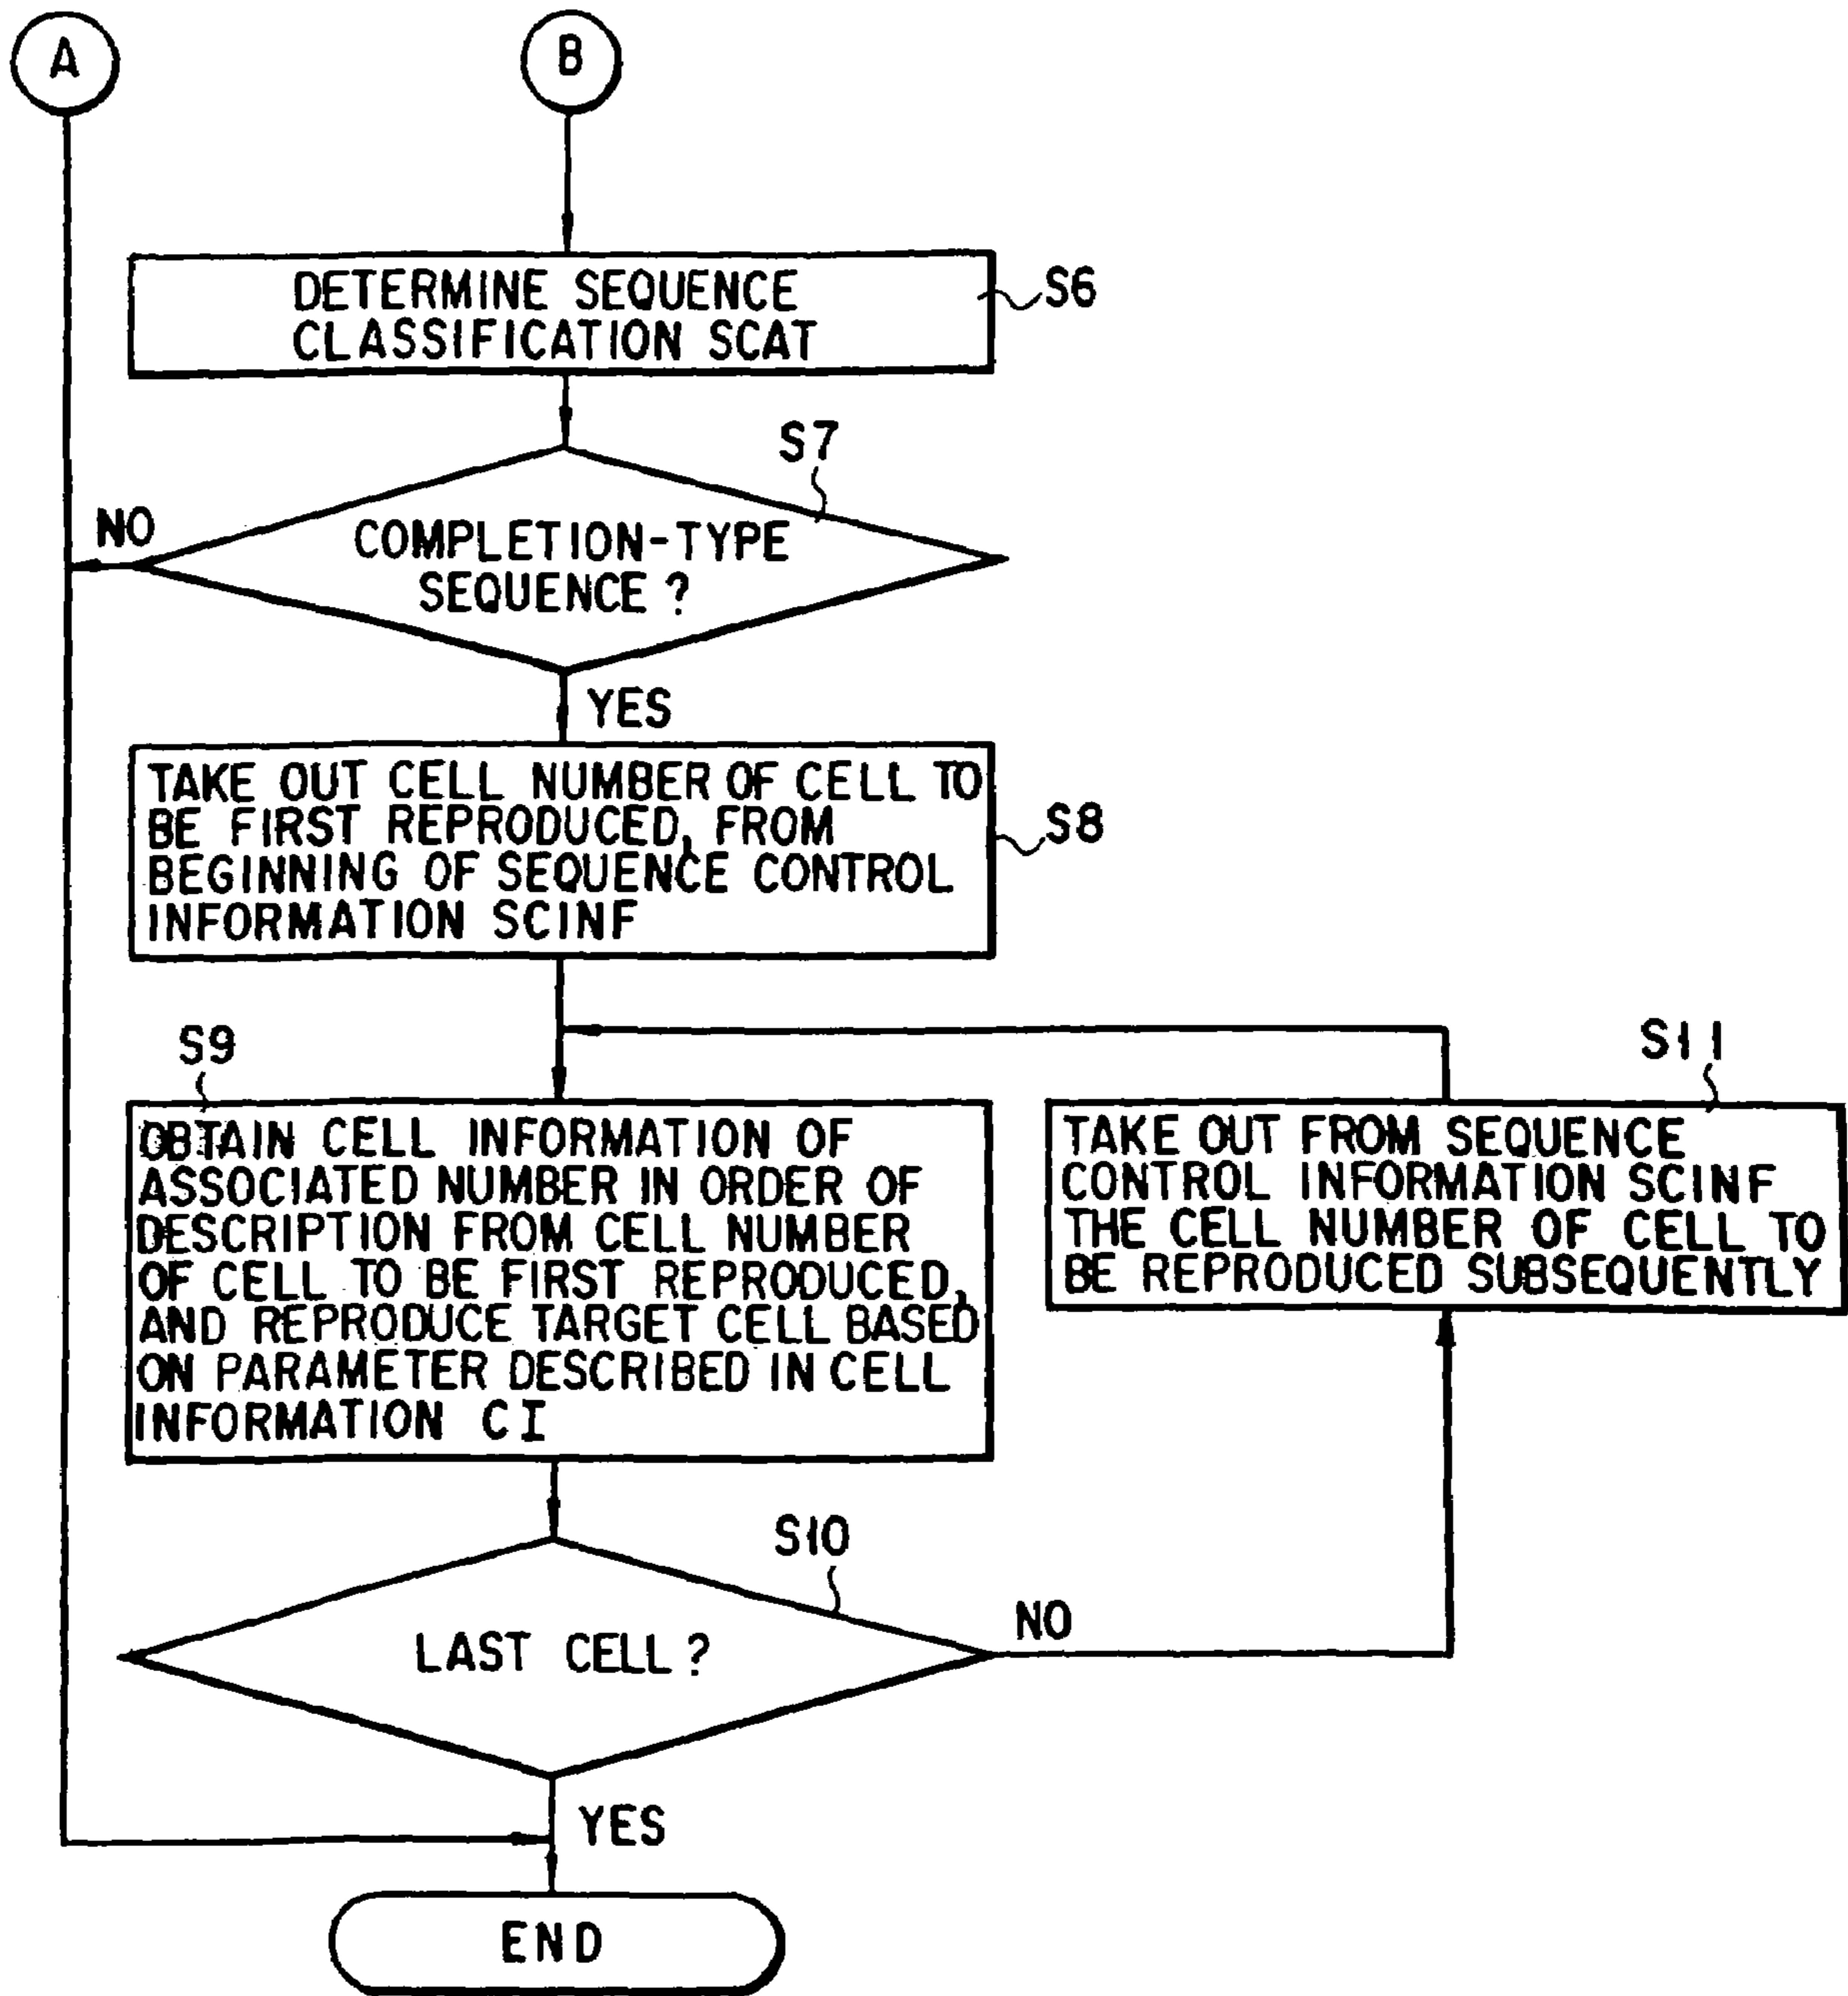 A
B
DETERMINE SEQUENCE
CLASSIFICATION SCAT
S6
S7
NO
COMPLETION-TYPE
SEQUENCE?
YES
TAKE OUT CELL NUMBER OF CELL TO
BE FIRST REPRODUCED, FROM
BEGINNING OF SEQUENCE CONTROL
INFORMATION SCINF
S8
S9
OBTAIN CELL INFORMATION OF
ASSOCIATED NUMBER IN ORDER OF
DESCRIPTION FROM CELL NUMBER
OF CELL TO BE FIRST REPRODUCED,
AND REPRODUCE TARGET CELL BASED
ON PARAMETER DESCRIBED IN CELL
INFORMATION CI
S11
TAKE OUT FROM SEQUENCE
CONTROL INFORMATION SCINF
THE CELL NUMBER OF CELL TO
BE REPRODUCED SUBSEQUENTLY
S10
LAST CELL?
NO
YES
END